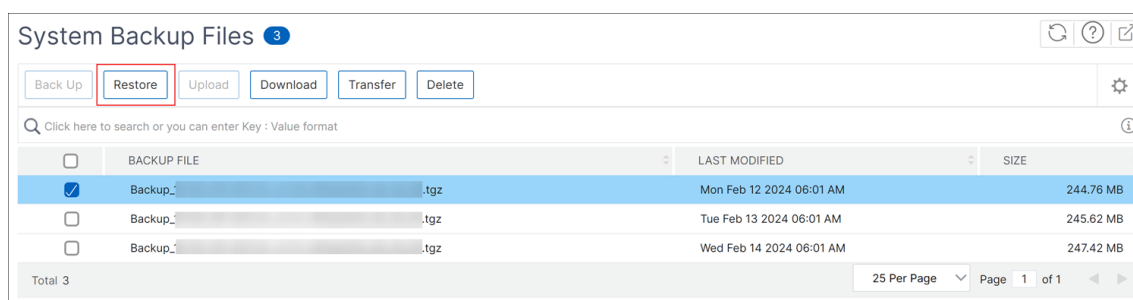 System Backup Files 3
Back Up Restore Upload Download Transfer Delete
Click here to search or you can enter Key : Value format
BACKUP FILE LAST MODIFIED SIZE
Backup_ .tgz Mon Feb 12 2024 06:01 AM 244.76 MB
Backup_ .tgz Tue Feb 13 2024 06:01 AM 245.62 MB
Backup_ .tgz Wed Feb 14 2024 06:01 AM 247.42 MB
Total 3 25 Per Page Page 1 of 1